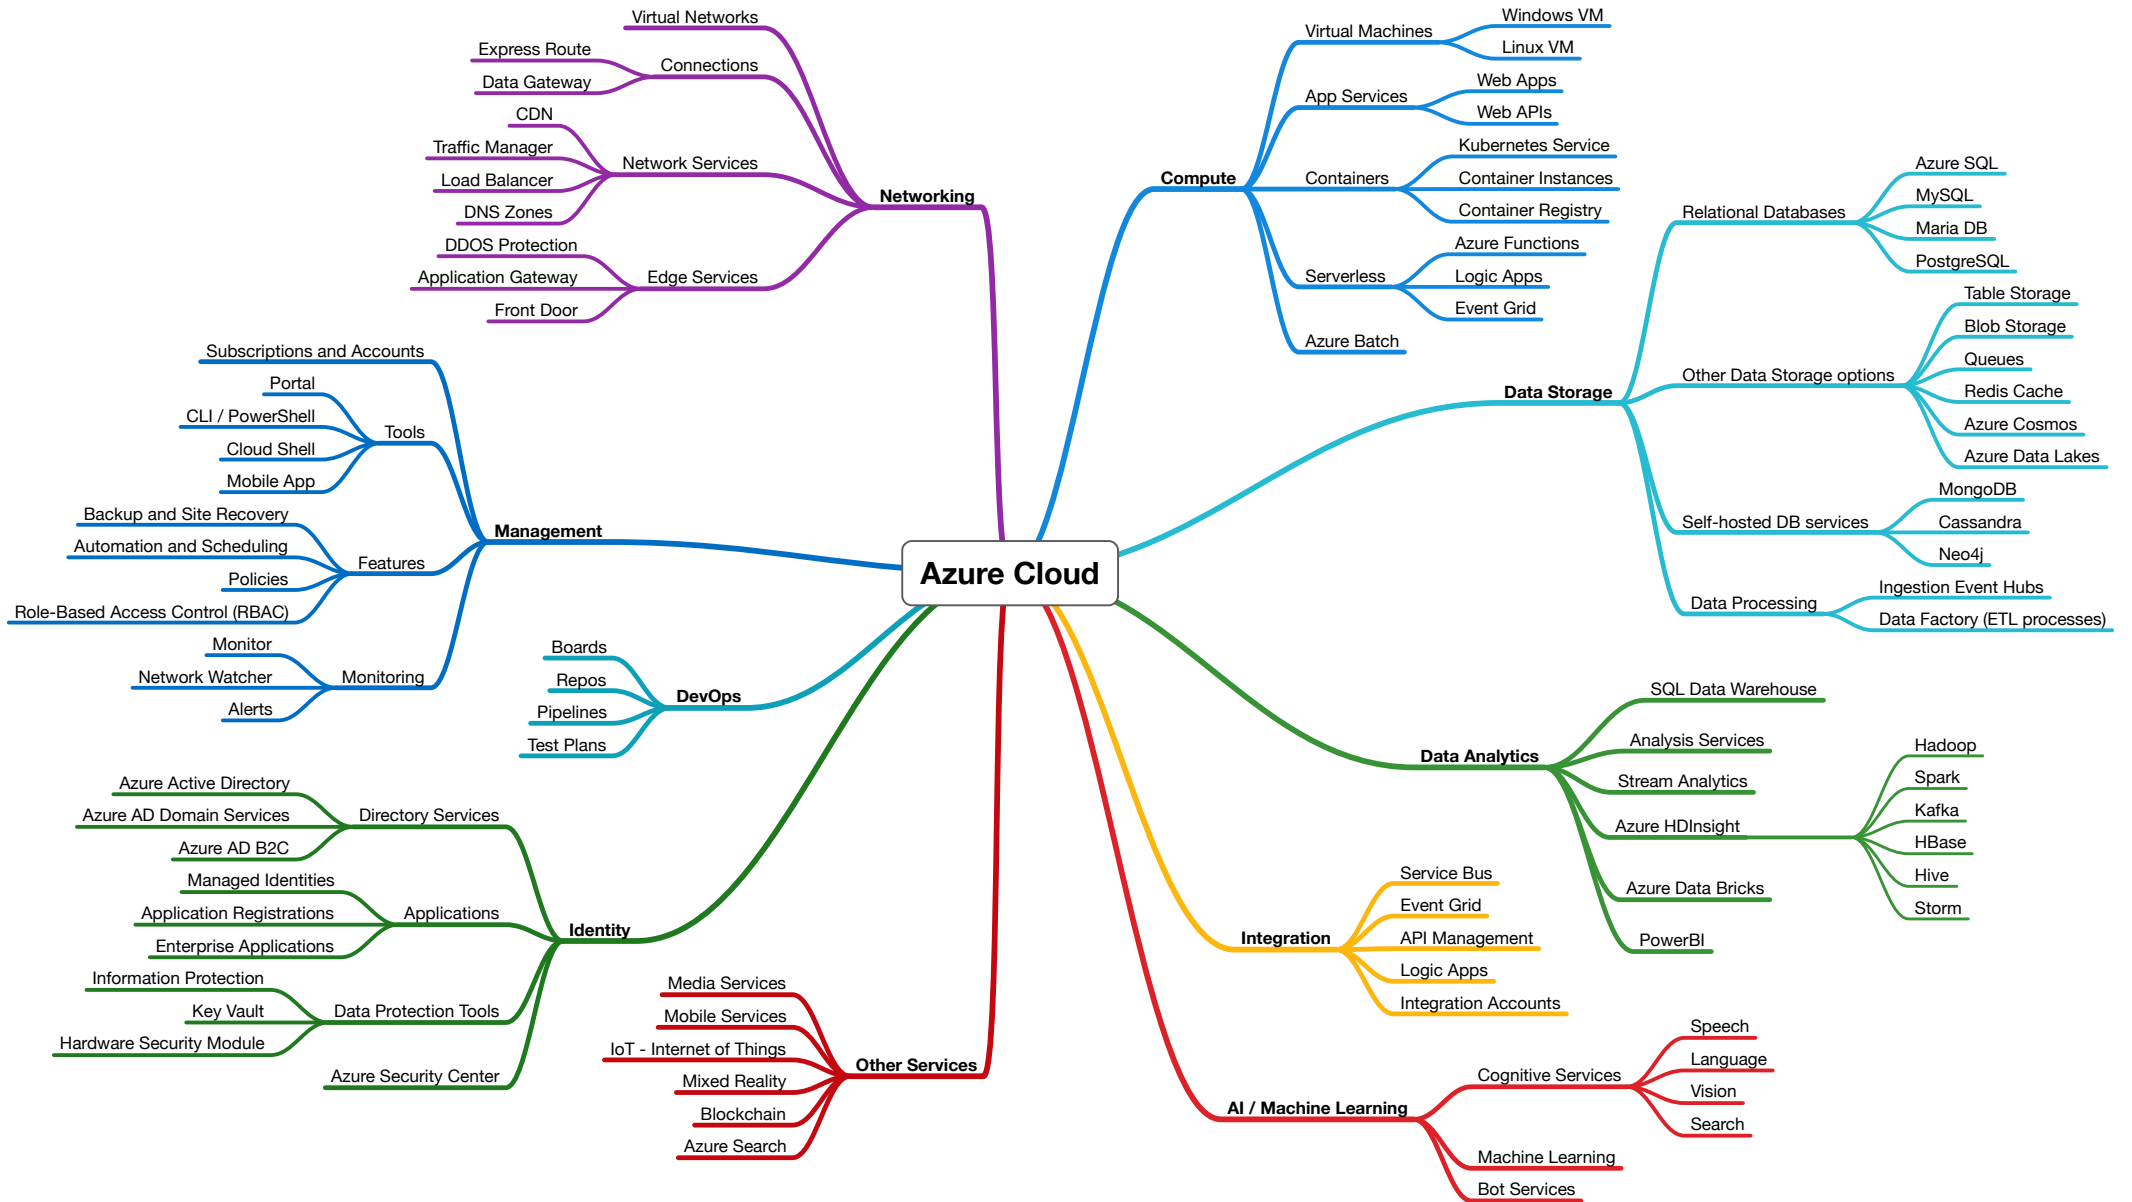 Azure Cloud
Networking
Virtual Networks
Connections
Express Route
Data Gateway
Network Services
CDN
Traffic Manager
Load Balancer
DNS Zones
Edge Services
DDOS Protection
Application Gateway
Front Door
Management
Subscriptions and Accounts
Tools
Portal
CLI / PowerShell
Cloud Shell
Mobile App
Features
Backup and Site Recovery
Automation and Scheduling
Policies
Role-Based Access Control (RBAC)
Monitoring
Monitor
Network Watcher
Alerts
DevOps
Boards
Repos
Pipelines
Test Plans
Identity
Directory Services
Azure Active Directory
Azure AD Domain Services
Azure AD B2C
Applications
Managed Identities
Application Registrations
Enterprise Applications
Data Protection Tools
Information Protection
Key Vault
Hardware Security Module
Azure Security Center
Other Services
Media Services
Mobile Services
IoT - Internet of Things
Mixed Reality
Blockchain
Azure Search
Compute
Virtual Machines
Windows VM
Linux VM
App Services
Web Apps
Web APIs
Containers
Kubernetes Service
Container Instances
Container Registry
Serverless
Azure Functions
Logic Apps
Event Grid
Azure Batch
Data Storage
Relational Databases
Azure SQL
MySQL
Maria DB
PostgreSQL
Other Data Storage options
Table Storage
Blob Storage
Queues
Redis Cache
Azure Cosmos
Azure Data Lakes
Self-hosted DB services
MongoDB
Cassandra
Neo4j
Data Processing
Ingestion Event Hubs
Data Factory (ETL processes)
Data Analytics
SQL Data Warehouse
Analysis Services
Stream Analytics
Azure HDInsight
Hadoop
Spark
Kafka
HBase
Hive
Storm
Azure Data Bricks
PowerBI
Integration
Service Bus
Event Grid
API Management
Logic Apps
Integration Accounts
AI / Machine Learning
Cognitive Services
Speech
Language
Vision
Search
Machine Learning
Bot Services